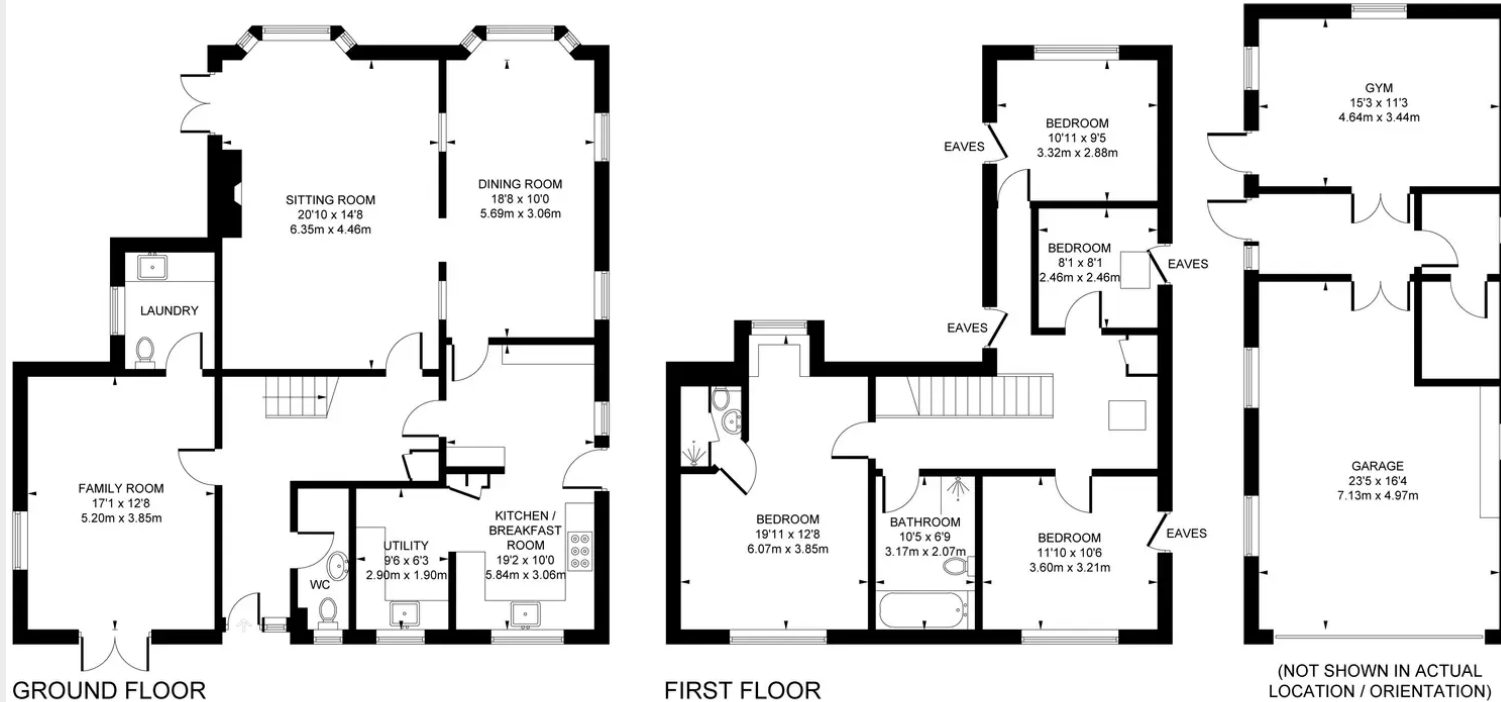 SITTING ROOM
20'10 x 14'8
6.35m x 4.46m
DINING ROOM
18'8 x 10'0
5.69m x 3.06m
LAUNDRY
FAMILY ROOM
17'1 x 12'8
5.20m x 3.85m
WC
UTILITY
9'6 x 6'3
2.90m x 1.90m
KITCHEN /
BREAKFAST
ROOM
19'2 x 10'0
5.84m x 3.06m
GROUND FLOOR
BEDROOM
10'11 x 9'5
3.32m x 2.88m
EAVES
BEDROOM
8'1 x 8'1
2.46m x 2.46m
EAVES
EAVES
BEDROOM
19'11 x 12'8
6.07m x 3.85m
BATHROOM
10'5 x 6'9
3.17m x 2.07m
BEDROOM
11'10 x 10'6
3.60m x 3.21m
EAVES
FIRST FLOOR
GYM
15'3 x 11'3
4.64m x 3.44m
GARAGE
23'5 x 16'4
7.13m x 4.97m
(NOT SHOWN IN ACTUAL
LOCATION / ORIENTATION)